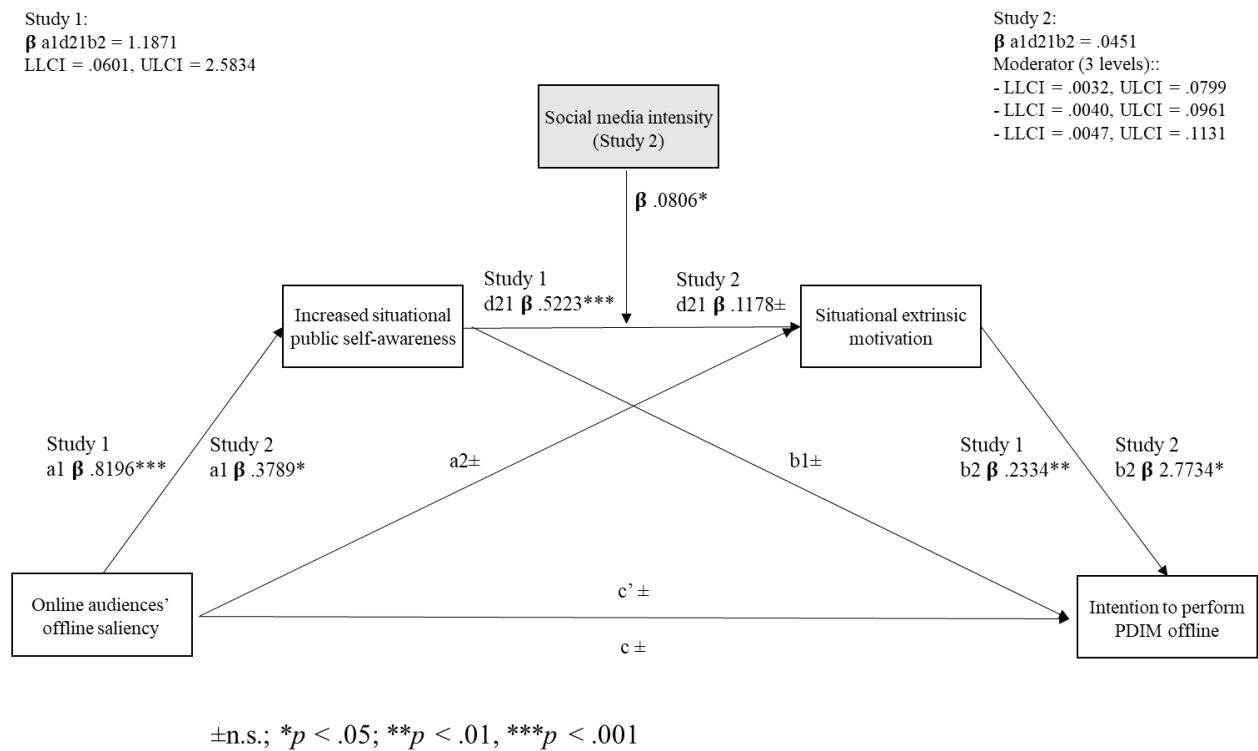 Study 1:
β a1d21b2 = 1.1871
LLCI = .0601, ULCI = 2.5834
Study 2:
β a1d21b2 = .0451
Moderator (3 levels)::
- LLCI = .0032, ULCI = .0799
- LLCI = .0040, ULCI = .0961
- LLCI = .0047, ULCI = .1131
Social media intensity
(Study 2)
β .0806*
Study 1
d21 β .5223***
Study 2
d21 β .1178±
Increased situational
public self-awareness
Situational extrinsic
motivation
Study 1
a1 β .8196***
Study 2
a1 β .3789*
a2±
b1±
Study 1
b2 β .2334**
Study 2
b2 β 2.7734*
Online audiences’
offline saliency
c’ ±
c ±
Intention to perform
PDIM offline
±n.s.; *p < .05; **p < .01, ***p < .001